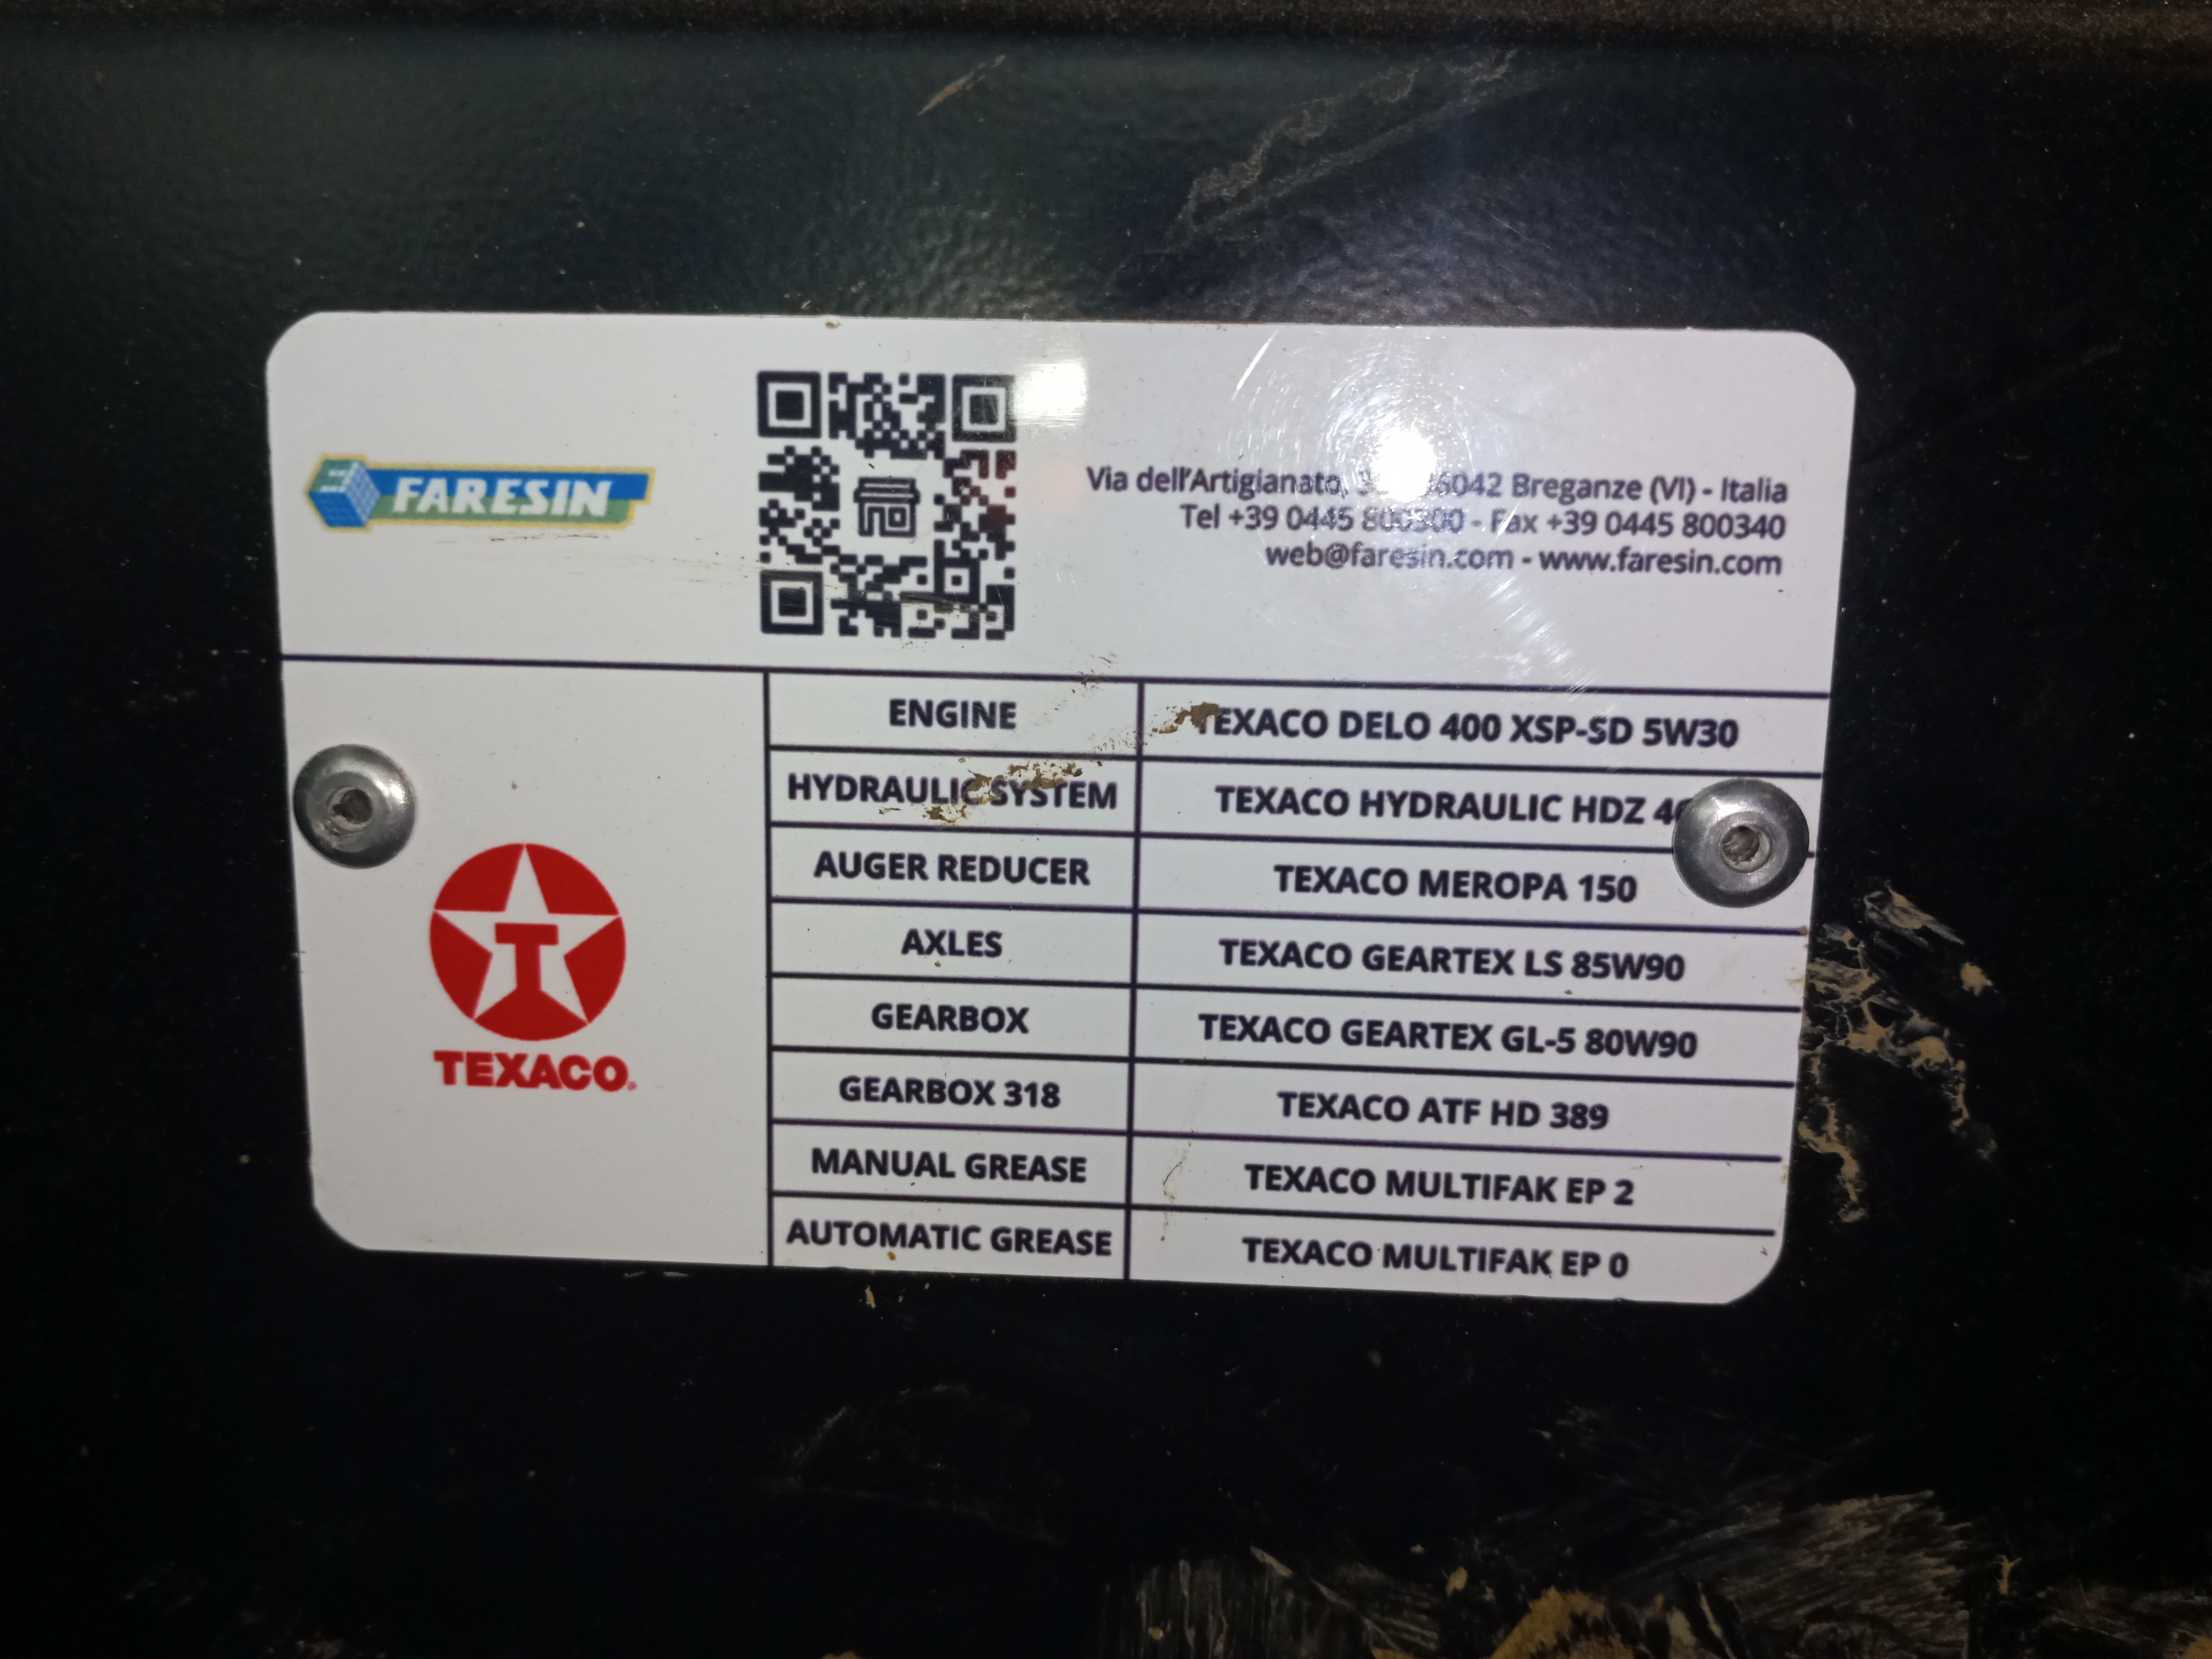 FARESIN
Via dell'Artigianato, Breganze (VI) - Italia
Tel +39 0445 800300 - Fax +39 0445 800340
web@faresin.com - www.faresin.com
ENGINE TEXACO DELO 400 XSP-SD 5W30
HYDRAULIC SYSTEM TEXACO HYDRAULIC HDZ
AUGER REDUCER TEXACO MEROPA 150
AXLES TEXACO GEARTEX LS 85W90
GEARBOX TEXACO GEARTEX GL-5 80W90
GEARBOX 318 TEXACO ATF HD 389
MANUAL GREASE TEXACO MULTIFAK EP 2
AUTOMATIC GREASE TEXACO MULTIFAK EP 0
T
TEXACO